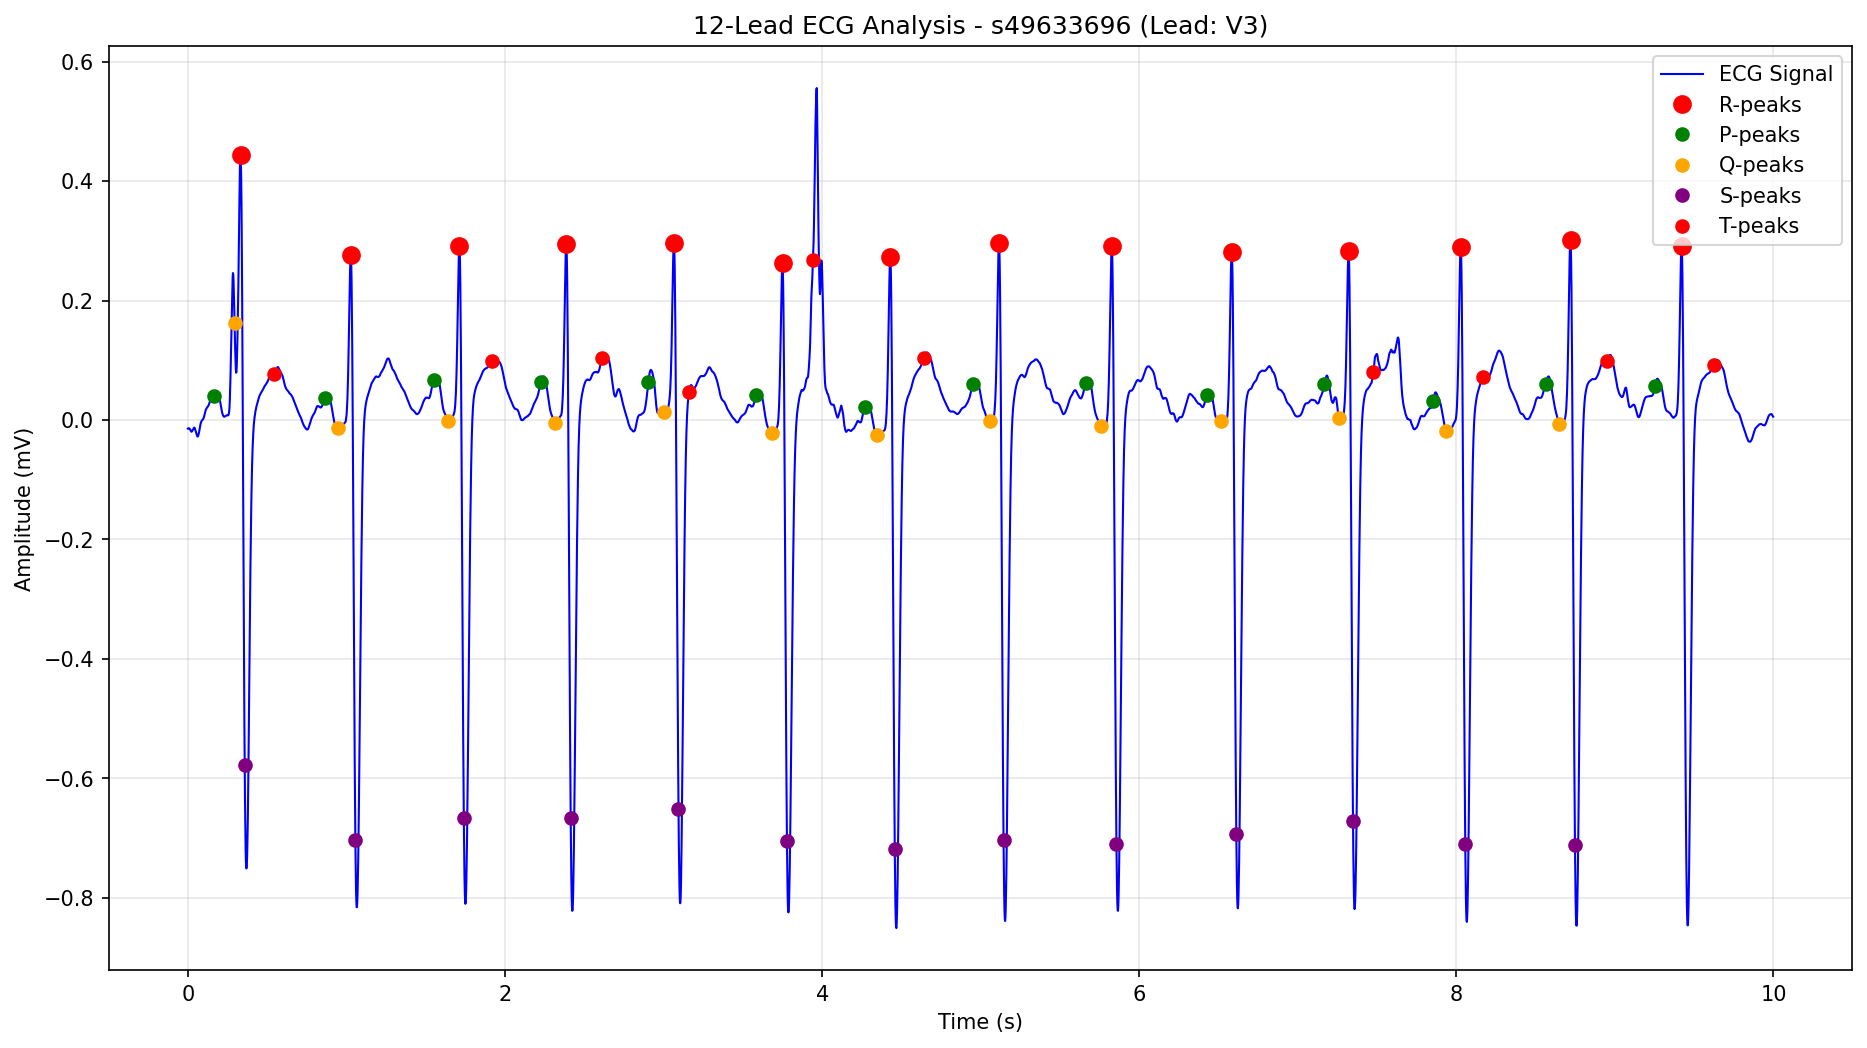 12-Lead ECG Analysis - s49633696 (Lead: V3)
ECG Signal
R-peaks
P-peaks
Q-peaks
S-peaks
T-peaks
Amplitude (mV)
0.6
0.4
0.2
0.0
−0.2
−0.4
−0.6
−0.8
0 2 4 6 8 10
Time (s)